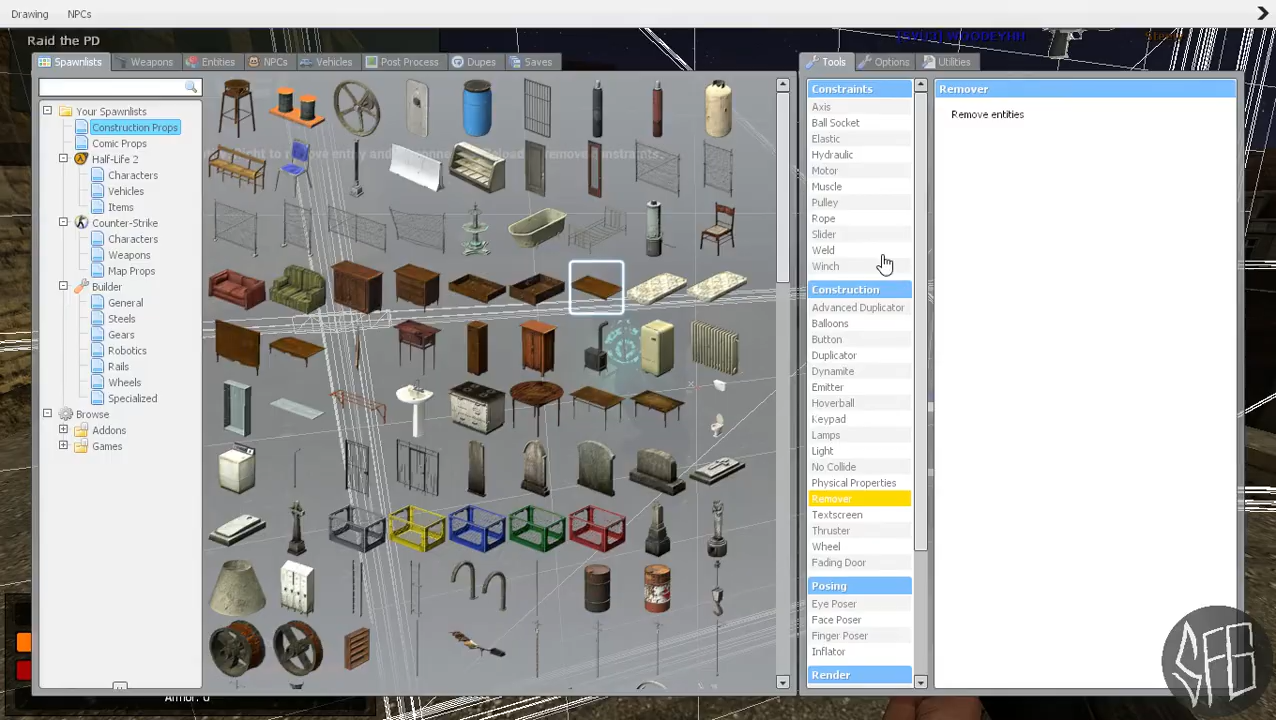 Drawing NPCs
Raid the PD
Spawnlists Weapons Entities NPCs Vehicles Post Process Dupes Saves
Your Spawnlists
Construction Props
Comic Props
Half-Life 2
Characters
Vehicles
Items
Counter-Strike
Characters
Weapons
Map Props
Builder
General
Steels
Gears
Robotics
Rails
Wheels
Specialized
Browse
Addons
Games
Tools Options Utilities
Constraints
Axis
Ball Socket
Elastic
Hydraulic
Motor
Muscle
Pulley
Rope
Slider
Weld
Winch
Construction
Advanced Duplicator
Balloons
Button
Duplicator
Dynamite
Emitter
Hoverball
Keypad
Lamps
Light
No Collide
Physical Properties
Remover
Textscreen
Thruster
Wheel
Fading Door
Posing
Eye Poser
Face Poser
Finger Poser
Inflator
Render
Remover
Remove entities
Armor: 0
SFG